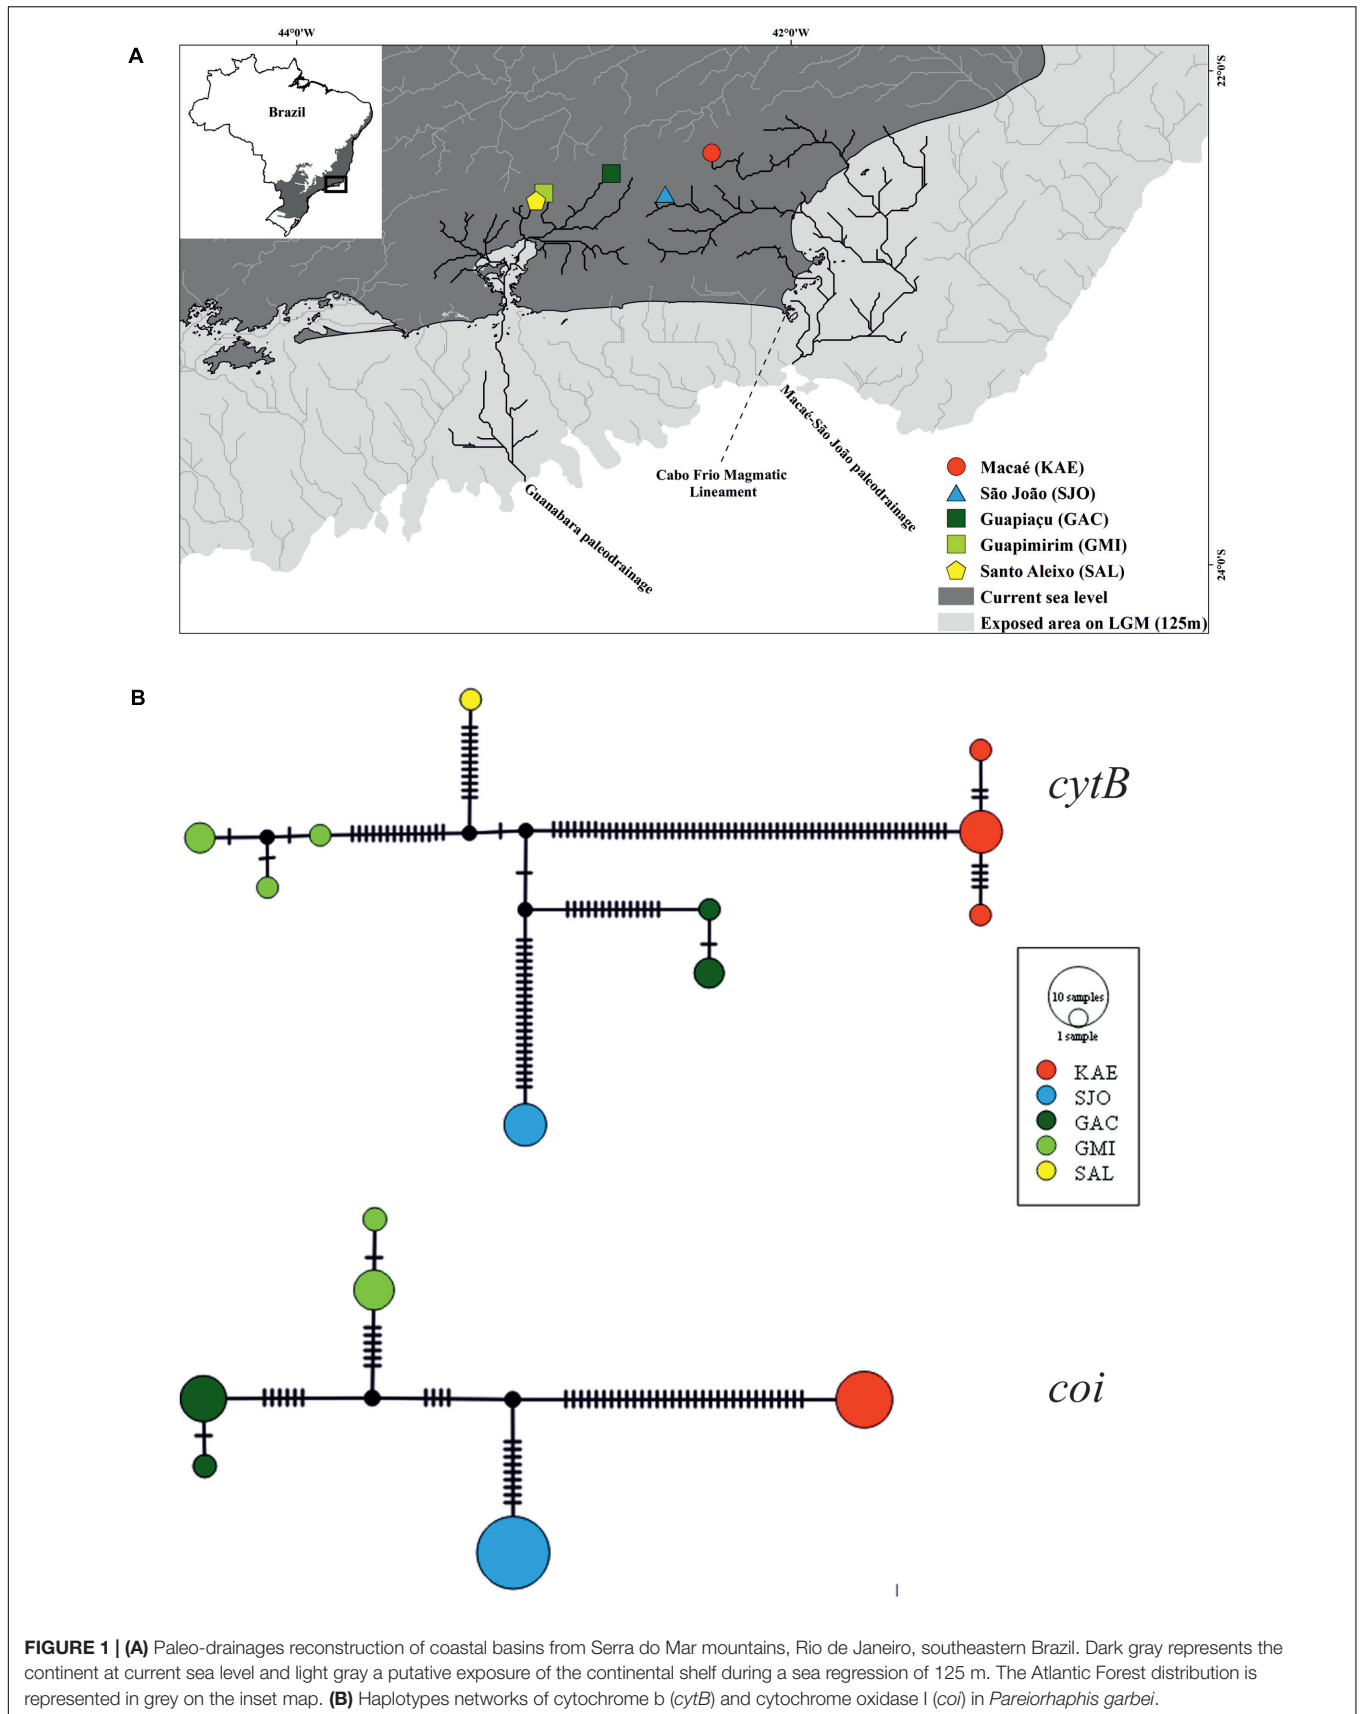 A
44°0'W
42°0'W
22°0'S
24°0'S
Brazil
Cabo Frio Magmatic
Lineament
Guanabara paleodrainage
Macaé-São João paleodrainage
Macaé (KAE)
São João (SJO)
Guapiaçu (GAC)
Guapimirim (GMI)
Santo Aleixo (SAL)
Current sea level
Exposed area on LGM (125m)
B
cytB
10 samples
1 sample
KAE
SJO
GAC
GMI
SAL
coi
FIGURE 1 | (A) Paleo-drainages reconstruction of coastal basins from Serra do Mar mountains, Rio de Janeiro, southeastern Brazil. Dark gray represents the
continent at current sea level and light gray a putative exposure of the continental shelf during a sea regression of 125 m. The Atlantic Forest distribution is
represented in grey on the inset map. (B) Haplotypes networks of cytochrome b (cytB) and cytochrome oxidase I (coi) in Pareiorhaphis garbei.